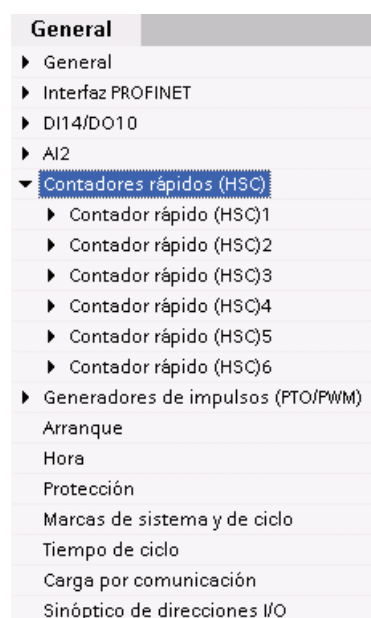 General
General
Interfaz PROFINET
DI14/DO10
AI2
Contadores rápidos (HSC)
Contador rápido (HSC)1
Contador rápido (HSC)2
Contador rápido (HSC)3
Contador rápido (HSC)4
Contador rápido (HSC)5
Contador rápido (HSC)6
Generadores de impulsos (PTO/PWM)
Arranque
Hora
Protección
Marcas de sistema y de ciclo
Tiempo de ciclo
Carga por comunicación
Sinóptico de direcciones I/O